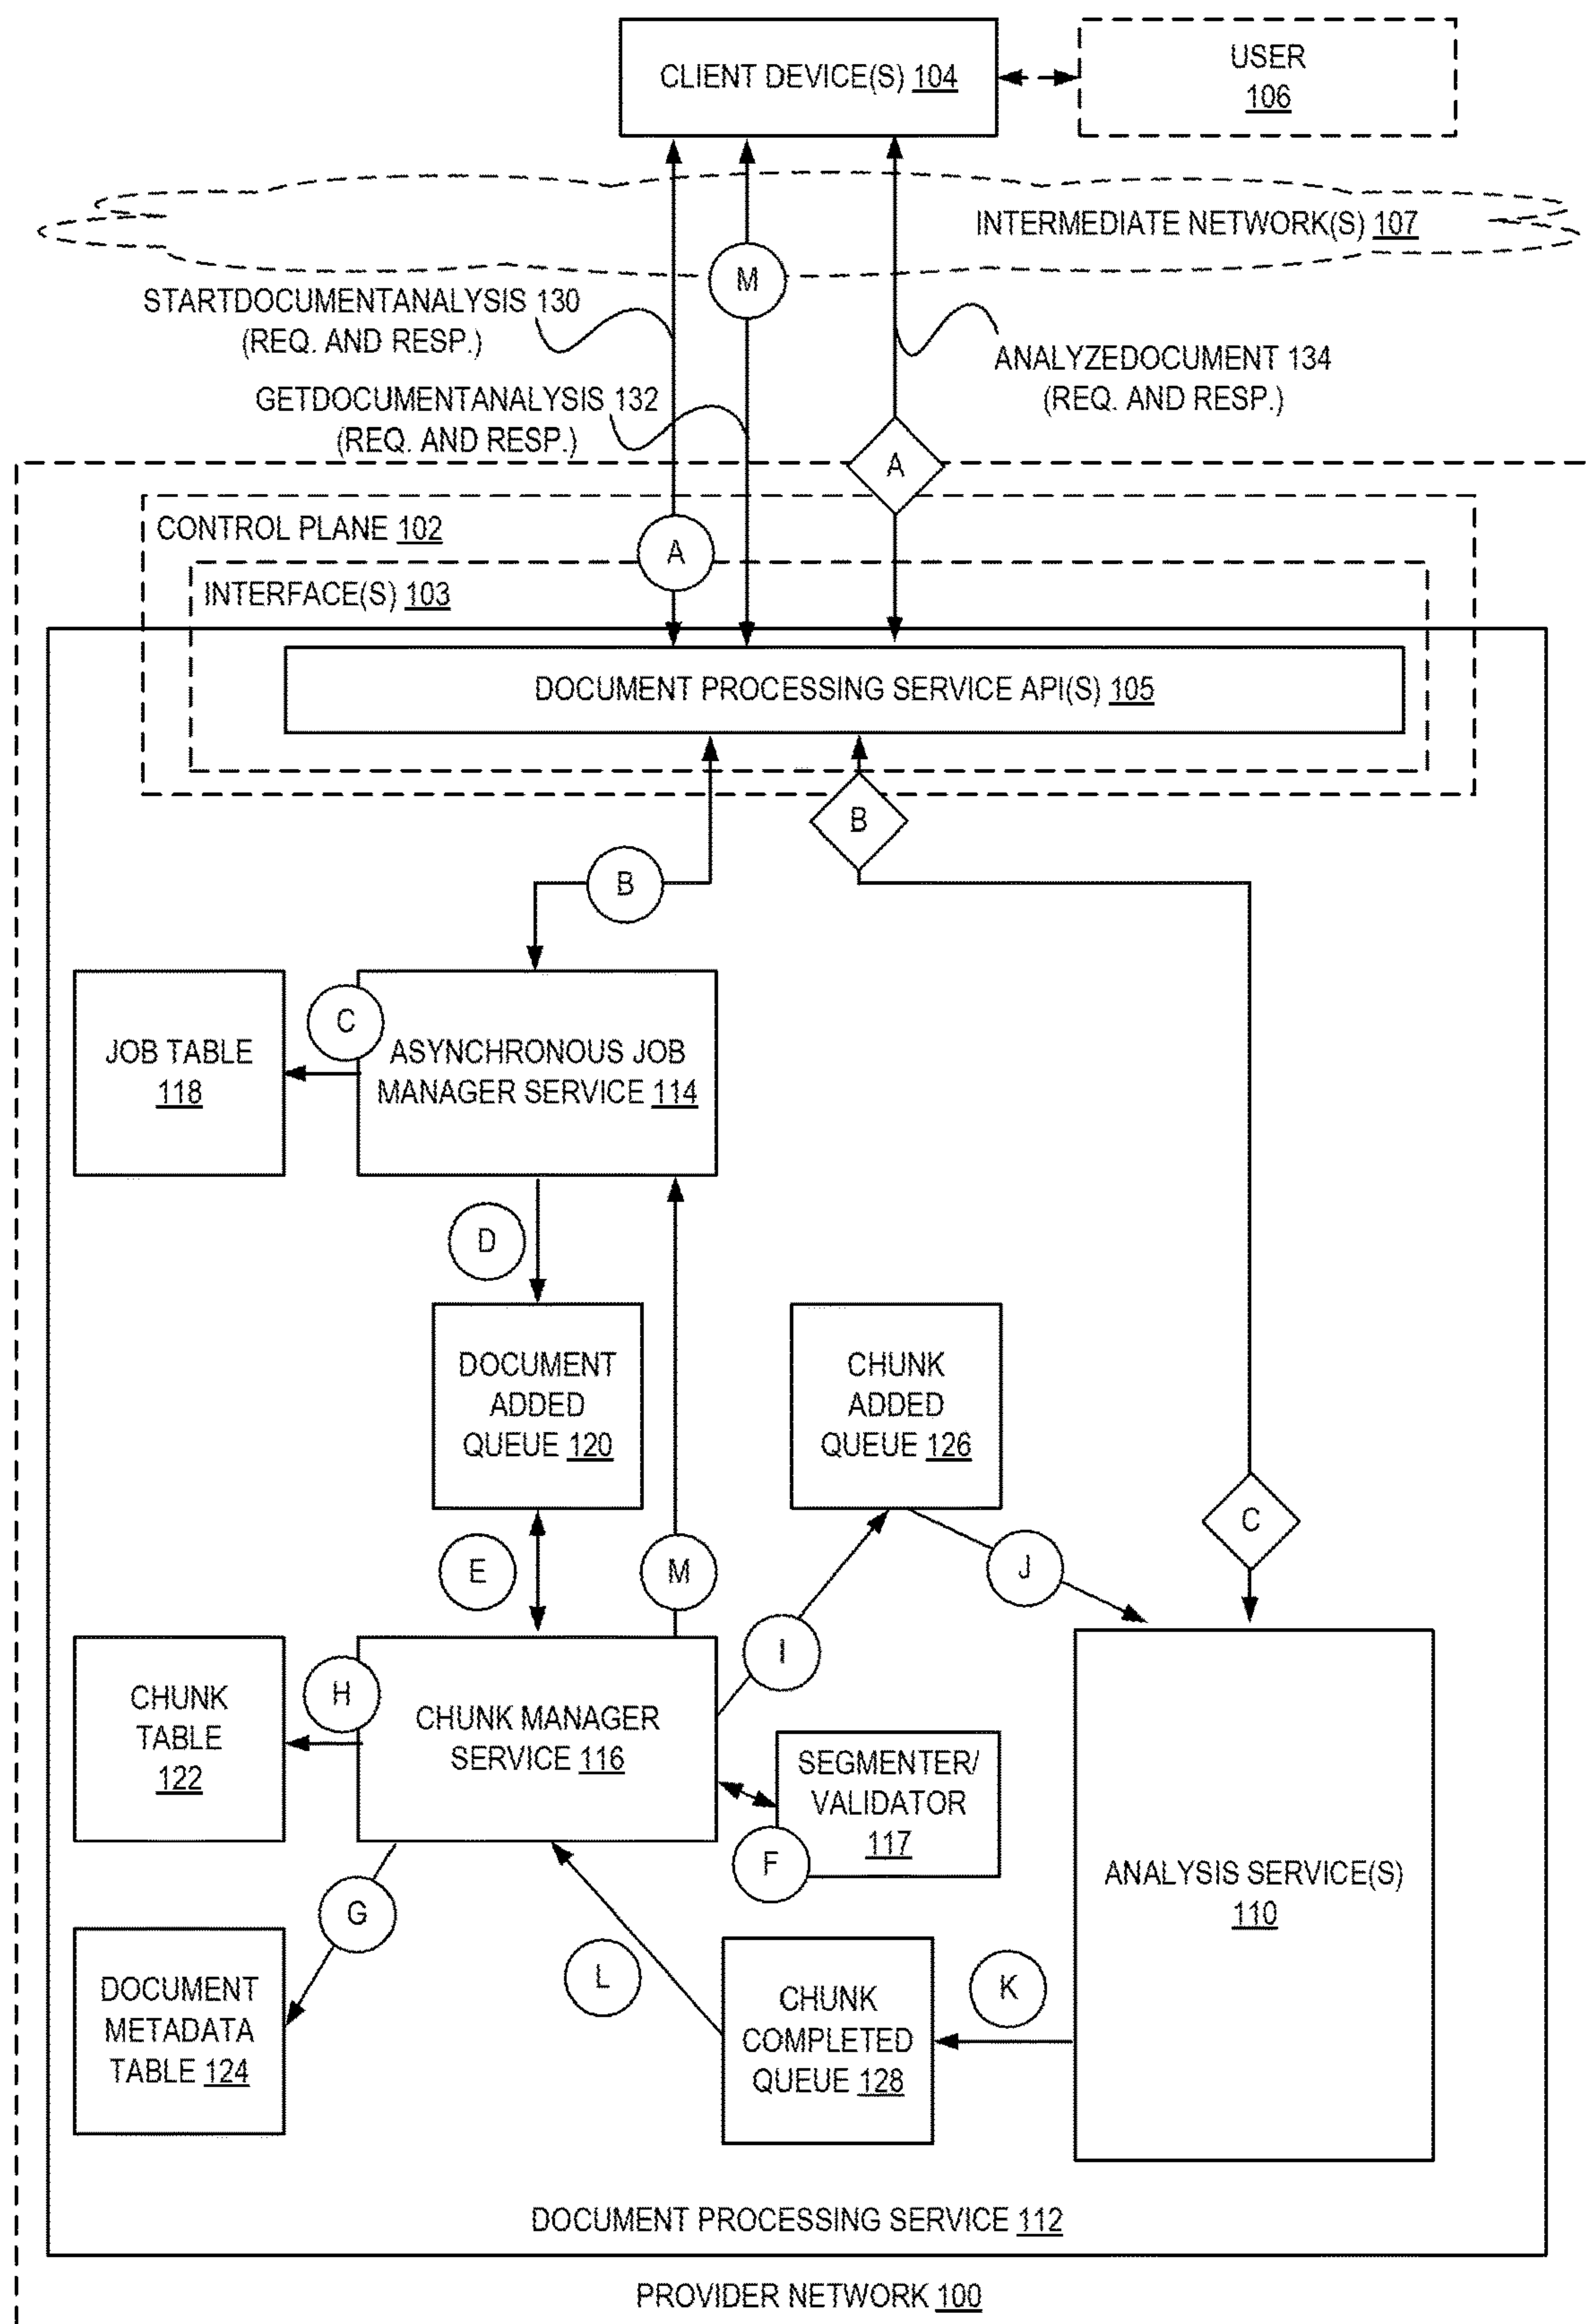 CLIENT DEVICE(S) 104
USER
106
INTERMEDIATE NETWORK(S) 107
M
STARTDOCUMENTANALYSIS 130
(REQ. AND RESP.)
ANALYZEDOCUMENT 134
(REQ. AND RESP.)
GETDOCUMENTANALYSIS 132
(REQ. AND RESP.)
A
CONTROL PLANE 102
A
INTERFACE(S) 103
DOCUMENT PROCESSING SERVICE API(S) 105
B
B
C
JOB TABLE
118
ASYNCHRONOUS JOB
MANAGER SERVICE 114
D
DOCUMENT
ADDED
QUEUE 120
CHUNK
ADDED
QUEUE 126
C
E
M
J
I
H
CHUNK
TABLE
122
CHUNK MANAGER
SERVICE 116
SEGMENTER/
VALIDATOR
117
F
ANALYSIS SERVICE(S)
110
G
L
K
DOCUMENT
METADATA
TABLE 124
CHUNK
COMPLETED
QUEUE 128
DOCUMENT PROCESSING SERVICE 112
PROVIDER NETWORK 100